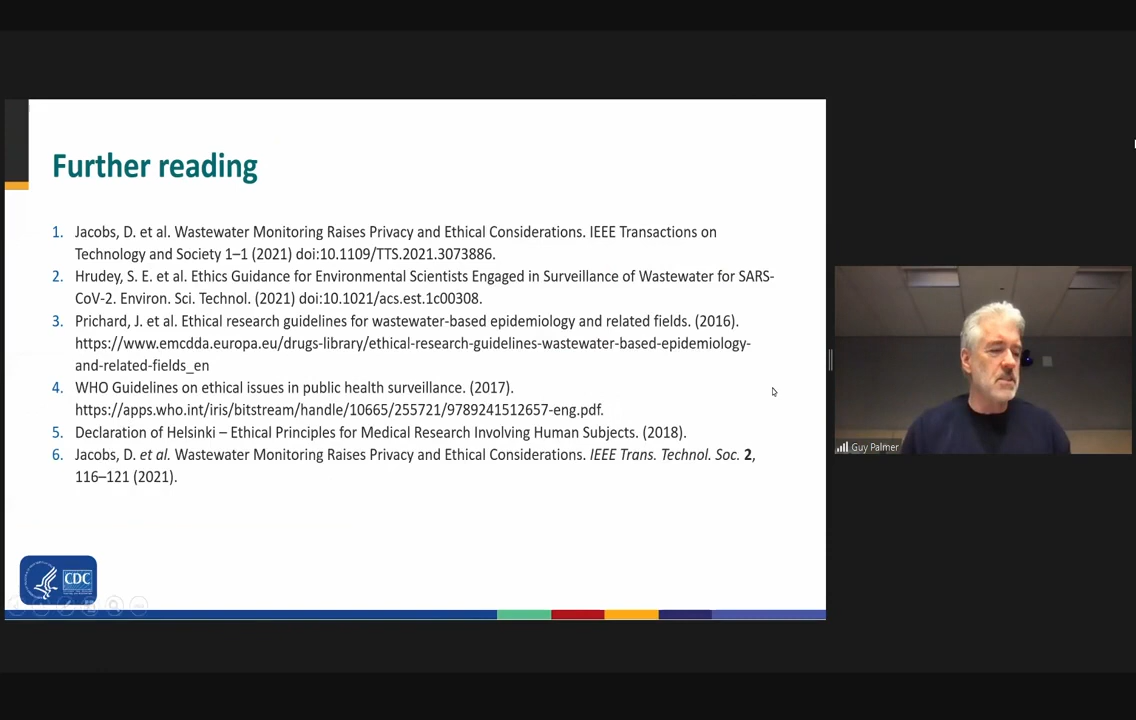 Further reading
1. Jacobs, D. et al. Wastewater Monitoring Raises Privacy and Ethical Considerations. IEEE Transactions on
Technology and Society 1–1 (2021) doi:10.1109/TTS.2021.3073886.
2. Hrudey, S. E. et al. Ethics Guidance for Environmental Scientists Engaged in Surveillance of Wastewater for SARS-
CoV-2. Environ. Sci. Technol. (2021) doi:10.1021/acs.est.1c00308.
3. Prichard, J. et al. Ethical research guidelines for wastewater-based epidemiology and related fields. (2016).
https://www.emcdda.europa.eu/drugs-library/ethical-research-guidelines-wastewater-based-epidemiology-
and-related-fields_en
4. WHO Guidelines on ethical issues in public health surveillance. (2017).
https://apps.who.int/iris/bitstream/handle/10665/255721/9789241512657-eng.pdf.
5. Declaration of Helsinki – Ethical Principles for Medical Research Involving Human Subjects. (2018).
6. Jacobs, D. et al. Wastewater Monitoring Raises Privacy and Ethical Considerations. IEEE Trans. Technol. Soc. 2,
116–121 (2021).
CDC
Guy Palmer